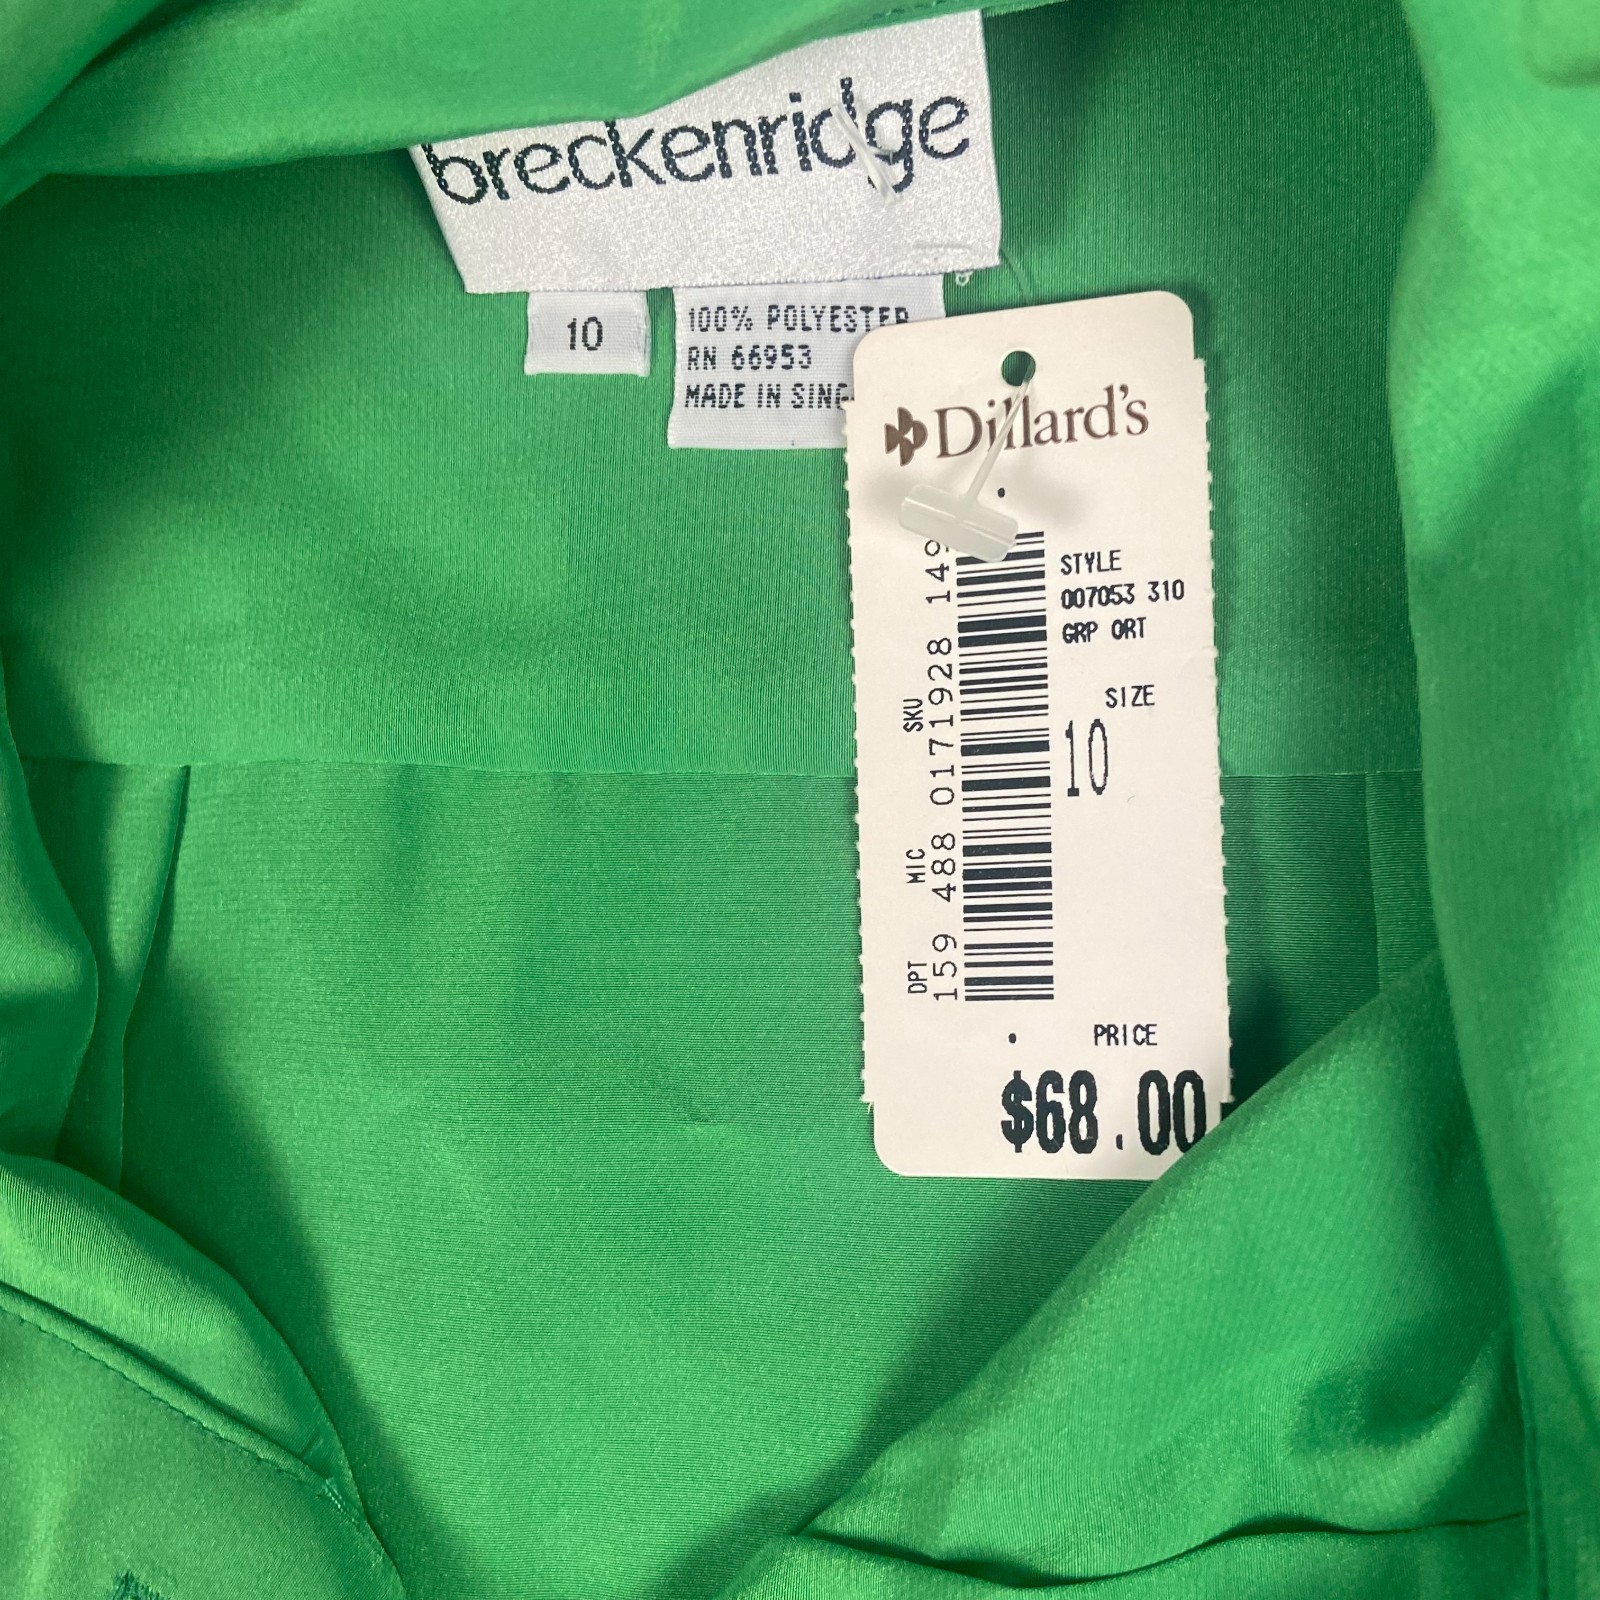 breckenridge
10
100% POLYESTER
RN 66953
MADE IN
Dillard's
STYLE
007053 310
GRP ORT
SIZE
10
SKU
MIC
DPT
159 488 0171928 149
PRICE
$68.00